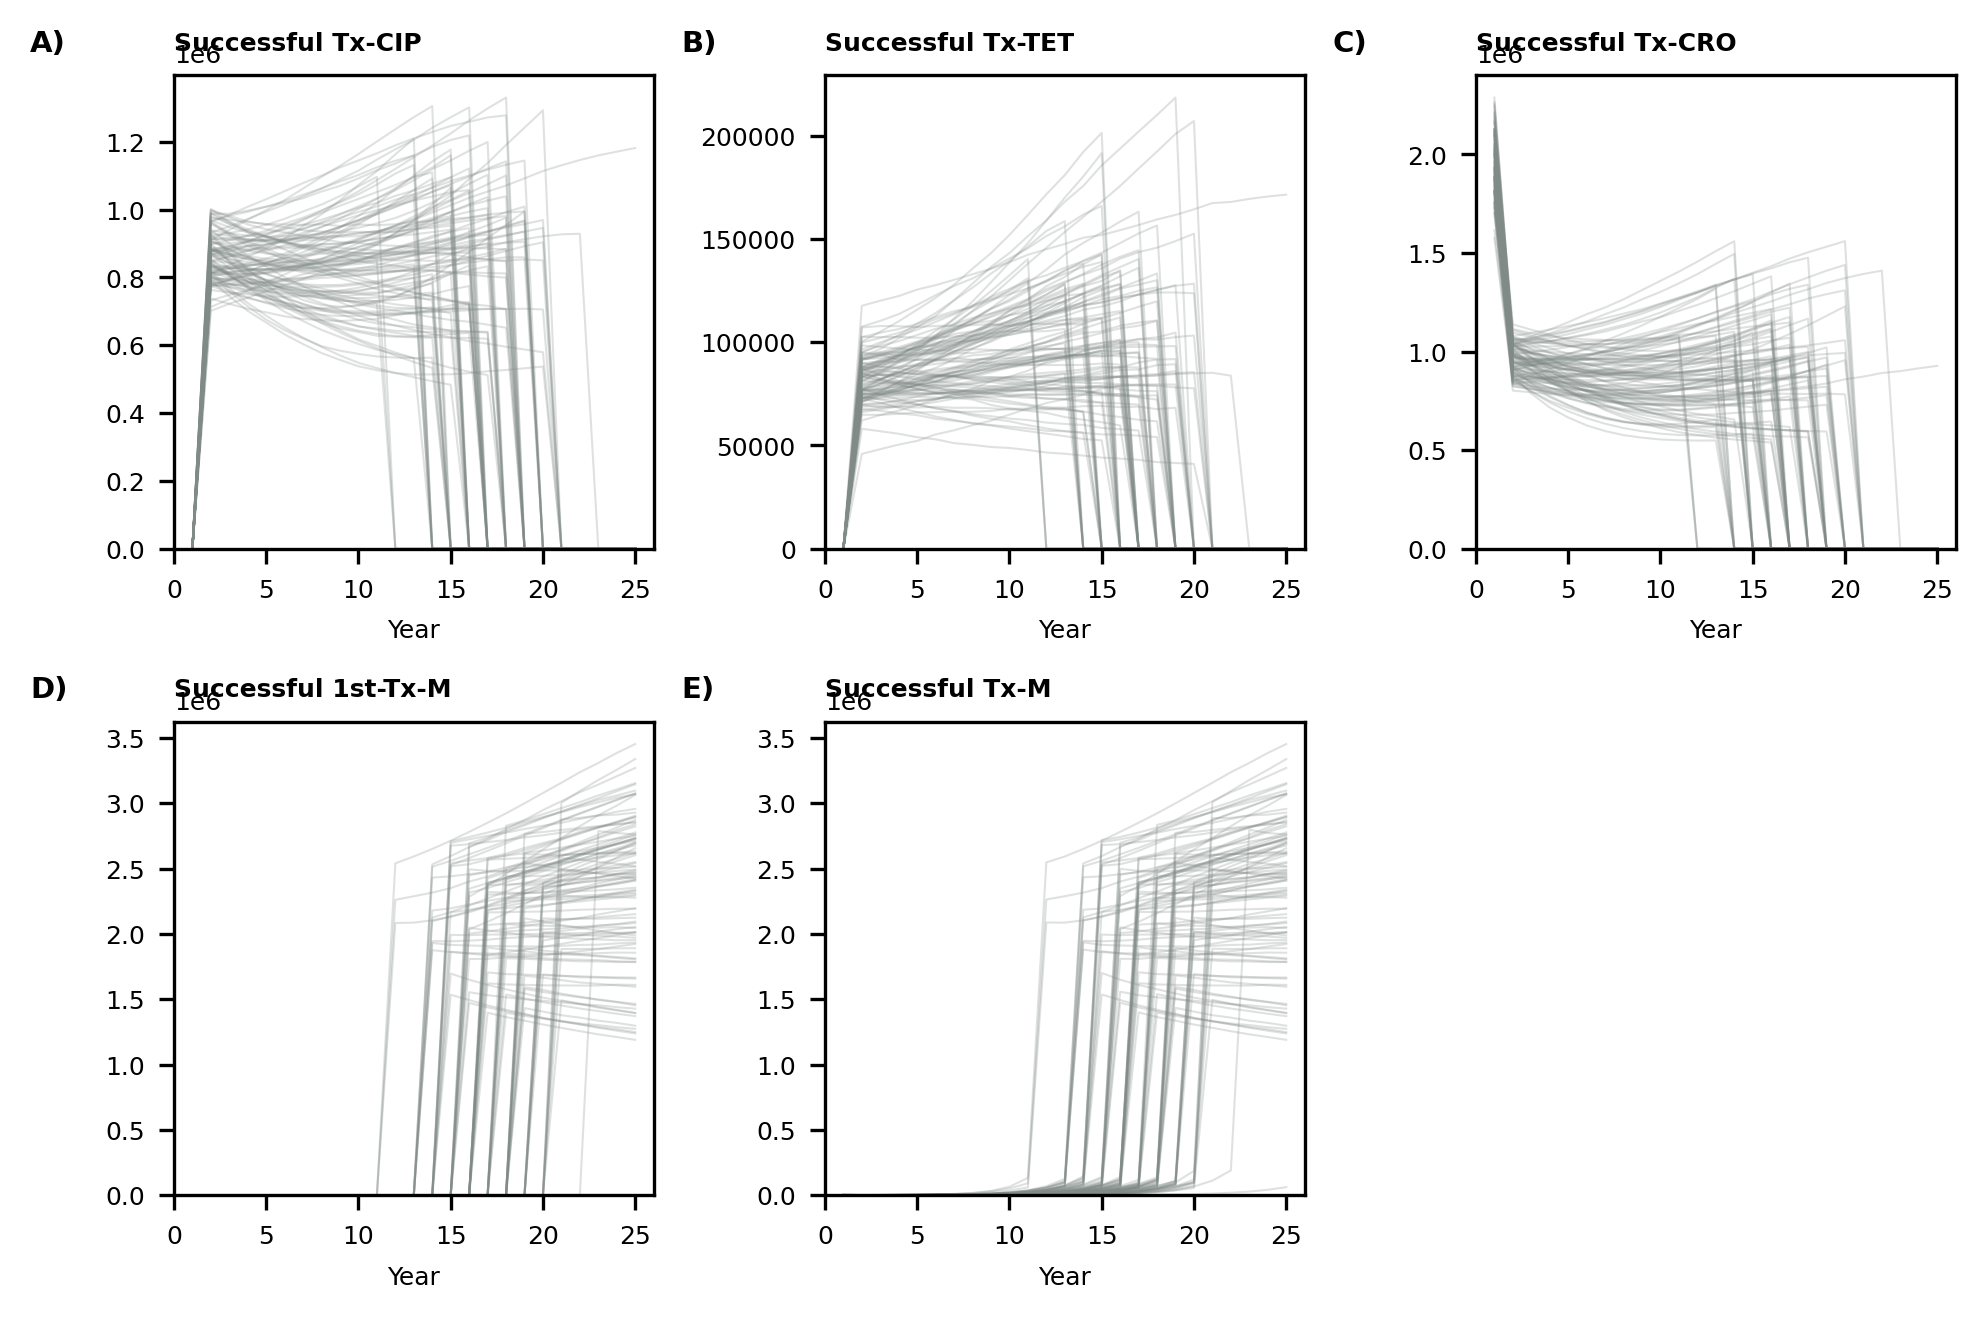 A) Successful Tx-CIP
1e6
1.2
1.0
0.8
0.6
0.4
0.2
0.0
0 5 10 15 20 25
Year
B) Successful Tx-TET
200000
150000
100000
50000
0
0 5 10 15 20 25
Year
C) Successful Tx-CRO
1e6
2.0
1.5
1.0
0.5
0.0
0 5 10 15 20 25
Year
D) Successful 1st-Tx-M
1e6
3.5
3.0
2.5
2.0
1.5
1.0
0.5
0.0
0 5 10 15 20 25
Year
E) Successful Tx-M
1e6
3.5
3.0
2.5
2.0
1.5
1.0
0.5
0.0
0 5 10 15 20 25
Year